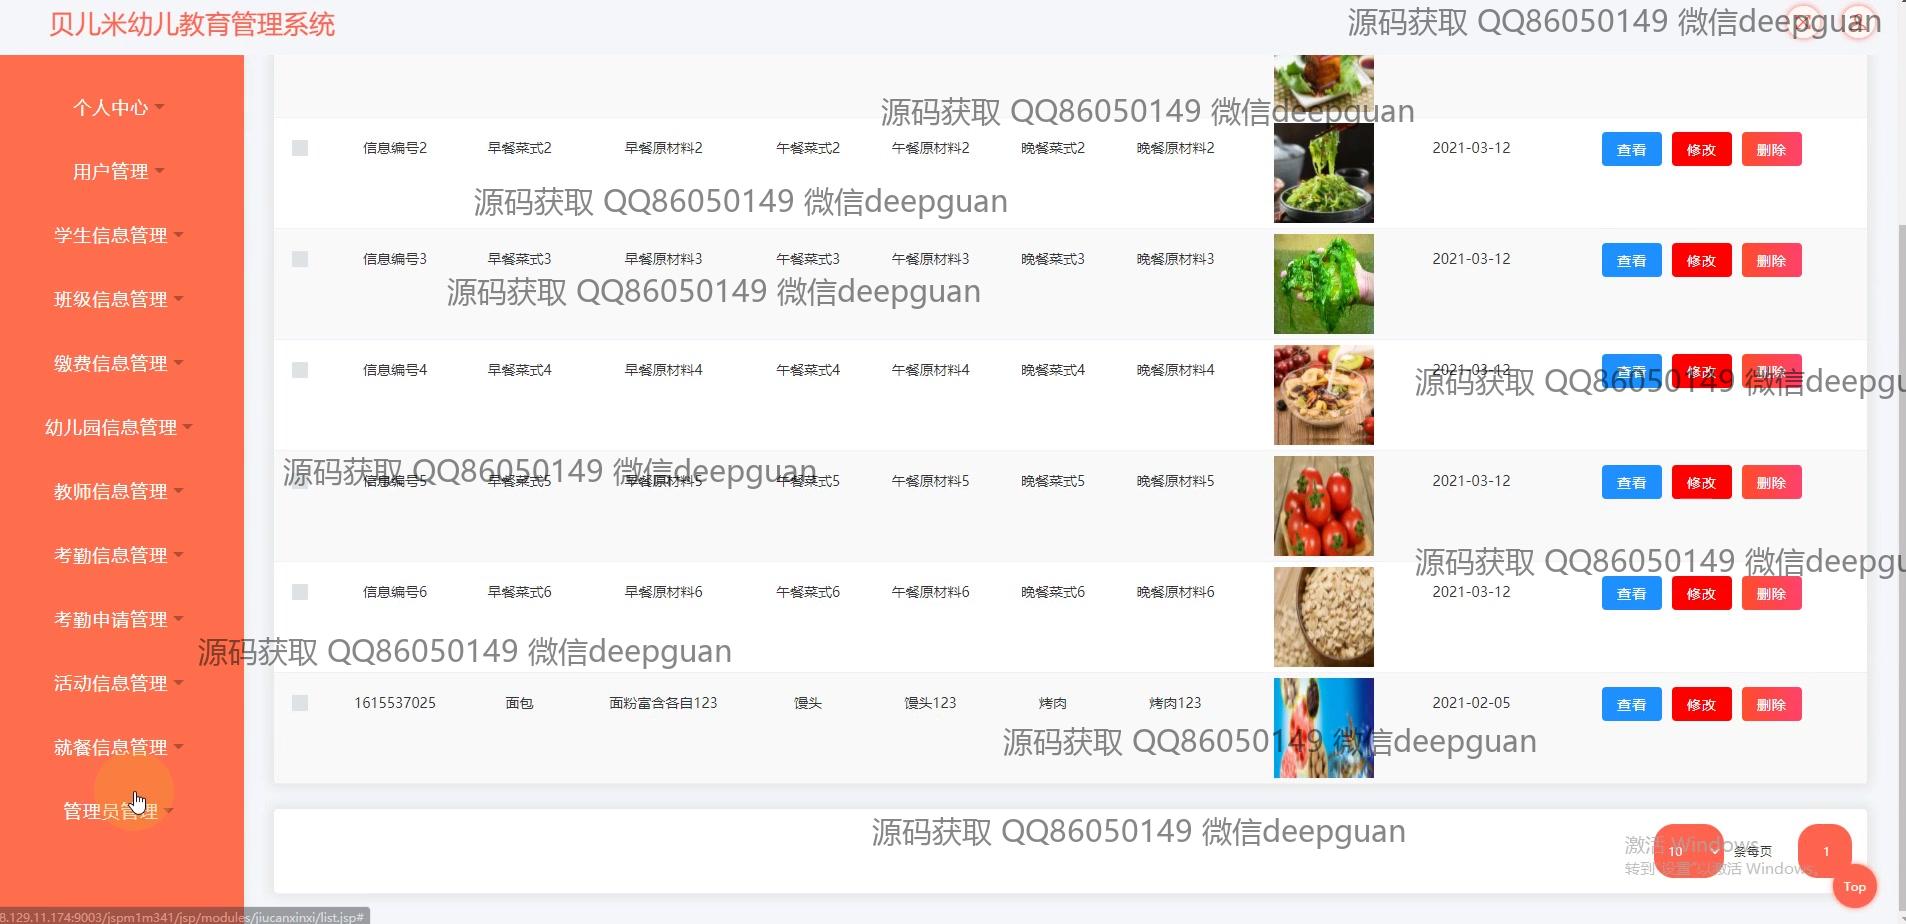 贝儿米幼儿教育管理系统
源码获取 QQ86050149 微信deepguan
个人中心
用户管理
学生信息管理
班级信息管理
缴费信息管理
幼儿园信息管理
教师信息管理
考勤信息管理
考勤申请管理
活动信息管理
就餐信息管理
管理员管理
源码获取 QQ86050149 微信deepguan
信息编号2 早餐菜式2 早餐原材料2 午餐菜式2 午餐原材料2 晚餐菜式2 晚餐原材料2 2021-03-12 查看 修改 删除
源码获取 QQ86050149 微信deepguan
信息编号3 早餐菜式3 早餐原材料3 午餐菜式3 午餐原材料3 晚餐菜式3 晚餐原材料3 2021-03-12 查看 修改 删除
源码获取 QQ86050149 微信deepguan
信息编号4 早餐菜式4 早餐原材料4 午餐菜式4 午餐原材料4 晚餐菜式4 晚餐原材料4 2021-03-12 查看 修改 删除
源码获取 QQ86050149 微信deepgu
源码获取 QQ86050149 微信deepguan
信息编号5 早餐菜式5 早餐原材料5 午餐菜式5 午餐原材料5 晚餐菜式5 晚餐原材料5 2021-03-12 查看 修改 删除
源码获取 QQ86050149 微信deepgu
信息编号6 早餐菜式6 早餐原材料6 午餐菜式6 午餐原材料6 晚餐菜式6 晚餐原材料6 2021-03-12 查看 修改 删除
源码获取 QQ86050149 微信deepguan
1615537025 面包 面粉富含各自123 馒头 馒头123 烤肉 烤肉123 2021-02-05 查看 修改 删除
源码获取 QQ86050149 微信deepguan
源码获取 QQ86050149 微信deepguan
激活 Windows
10 条每页 1
转到"设置"以激活 Windows。
Top
8.129.11.174:9003/jspm1m341/jsp/modules/jiucanxinxi/list.jsp#